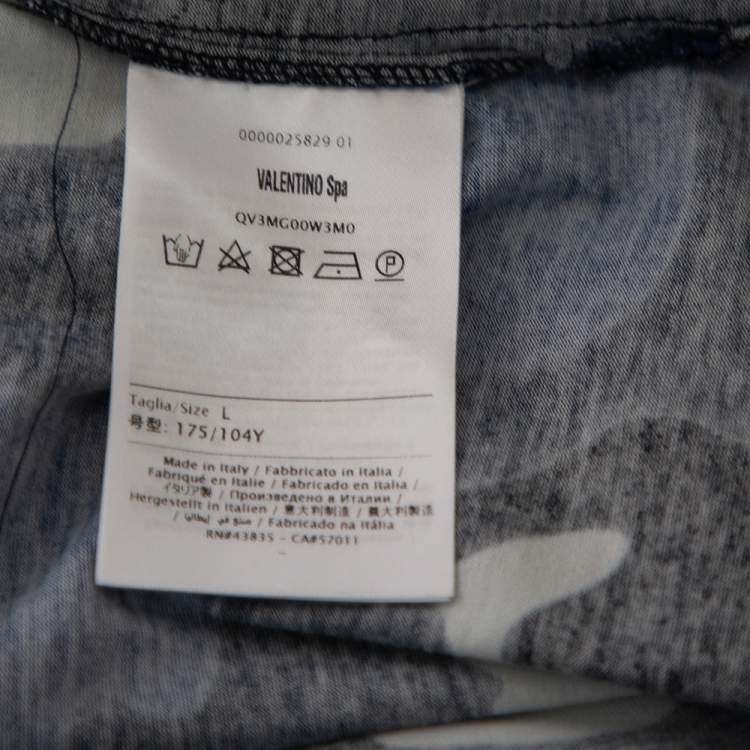 0000025829 01
VALENTINO Spa
QV3MG00W3M0
P
Taglia/Size L
号型: 175/104Y
Made in Italy / Fabbricato in Italia /
Fabriqué en Italie / Fabricado en Italia /
イタリア製 / Произведено в Италии /
Hergestellt in Italien / 意大利制造 / 義大利製造
/ صنع في إيطاليا / Fabricado na Itália
RN#43835 - CA#57011